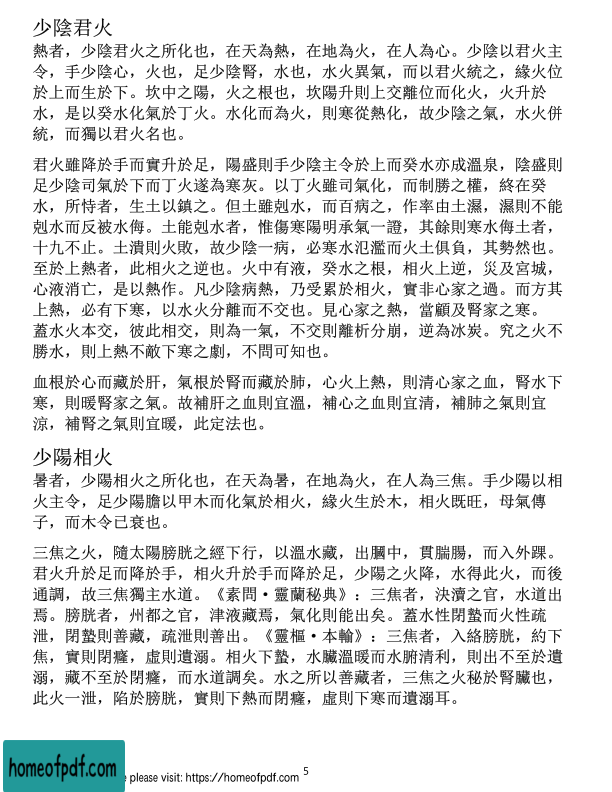 少陰君火
熱者，少陰君火之所化也，在天為熱，在地為火，在人為心。少陰以君火主
令，手少陰心，火也，足少陰腎，水也，水火異氣，而以君火統之，緣火位
於上而生於下。坎中之陽，火之根也，坎陽升則上交離位而化火，火升於
水，是以癸水化氣於丁火。水化而為火，則寒從熱化，故少陰之氣，水火併
統，而獨以君火名也。
君火雖降於手而實升於足，陽盛則手少陰主令於上而癸水亦成溫泉，陰盛則
足少陰司氣於下而丁火遂為寒灰。以丁火雖司氣化，而制勝之權，終在癸
水，所恃者，生土以鎮之。但土雖剋水，而百病之，作率由土濕，濕則不能
剋水而反被水侮。土能剋水者，惟傷寒陽明承氣一證，其餘則寒水侮土者，
十九不止。土潰則火敗，故少陰一病，必寒水氾濫而火土俱負，其勢然也。
至於上熱者，此相火之逆也。火中有液，癸水之根，相火上逆，災及宮城，
心液消亡，是以熱作。凡少陰病熱，乃受累於相火，實非心家之過。而方其
上熱，必有下寒，以水火分離而不交也。見心家之熱，當顧及腎家之寒。
蓋水火本交，彼此相交，則為一氣，不交則離析分崩，逆為冰炭。究之火不
勝水，則上熱不敵下寒之劇，不問可知也。
血根於心而藏於肝，氣根於腎而藏於肺，心火上熱，則清心家之血，腎水下
寒，則暖腎家之氣。故補肝之血則宜溫，補心之血則宜清，補肺之氣則宜
涼，補腎之氣則宜暖，此定法也。
少陽相火
暑者，少陽相火之所化也，在天為暑，在地為火，在人為三焦。手少陽以相
火主令，足少陽膽以甲木而化氣於相火，緣火生於木，相火既旺，母氣傳
子，而木令已衰也。
三焦之火，隨太陽膀胱之經下行，以溫水藏，出膕中，貫腨腸，而入外踝。
君火升於足而降於手，相火升於手而降於足，少陽之火降，水得此火，而後
通調，故三焦獨主水道。《素問·靈蘭秘典》：三焦者，決瀆之官，水道出
焉。膀胱者，州都之官，津液藏焉，氣化則能出矣。蓋水性閉蟄而火性疏
泄，閉蟄則善藏，疏泄則善出。《靈樞·本輸》：三焦者，入絡膀胱，約下
焦，實則閉癃，虛則遺溺。相火下蟄，水臟溫暖而水腑清利，則出不至於遺
溺，藏不至於閉癃，而水道調矣。水之所以善藏者，三焦之火秘於腎臟也，
此火一泄，陷於膀胱，實則下熱而閉癃，虛則下寒而遺溺耳。
homeofpdf.com
please visit: https://homeofpdf.com
5